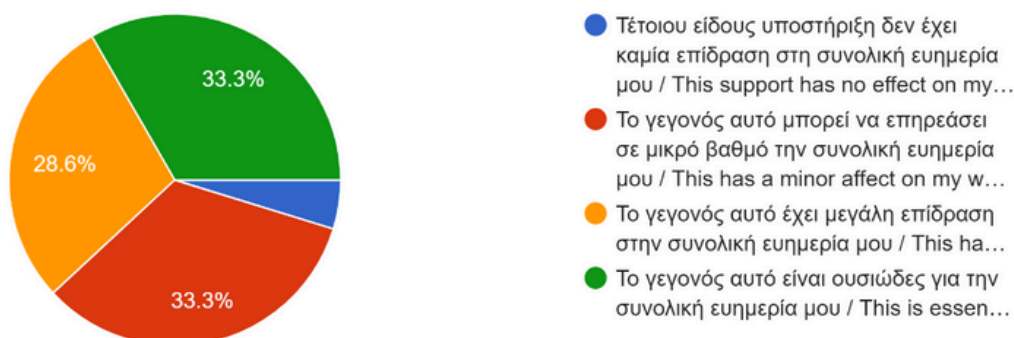 33.3%
28.6%
33.3%
Τέτοιου είδους υποστήριξη δεν έχει
καμία επίδραση στη συνολική ευημερία
μου / This support has no effect on my…
Το γεγονός αυτό μπορεί να επηρεάσει
σε μικρό βαθμό την συνολική ευημερία
μου / This has a minor affect on my w…
Το γεγονός αυτό έχει μεγάλη επίδραση
στην συνολική ευημερία μου / This ha…
Το γεγονός αυτό είναι ουσιώδες για την
συνολική ευημερία μου / This is essen…